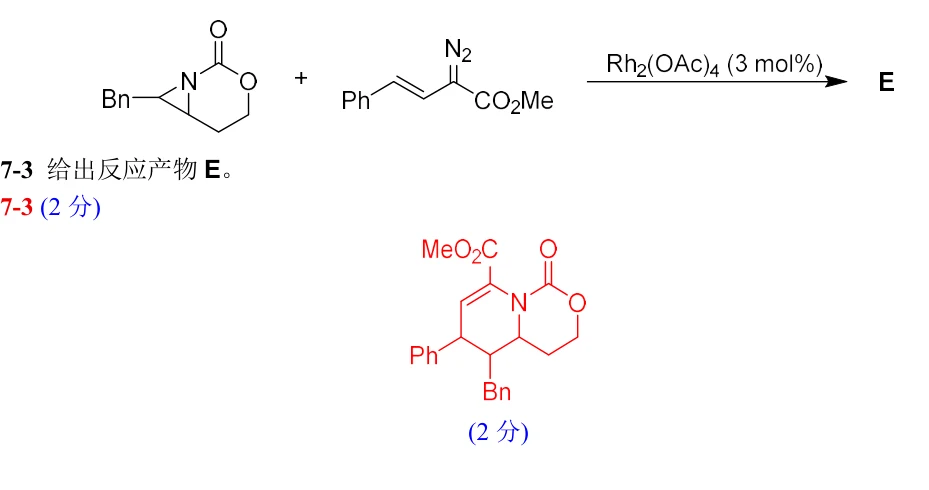 O
N
O
Bn
+
N₂
Ph
CO₂Me
Rh₂(OAc)₄ (3 mol%)
E
7-3 给出反应产物 E。
7-3 (2 分)
MeO₂C
O
N
O
Ph
Bn
(2 分)